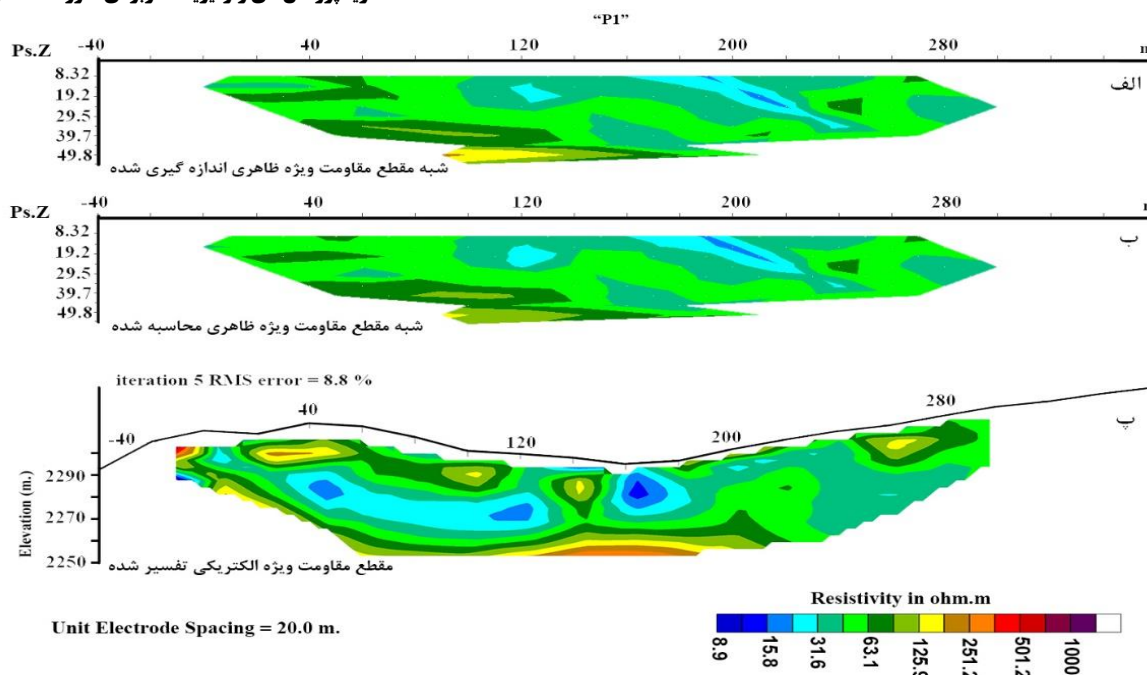 “P1”
Ps.Z -40 40 120 200 280
الف
8.32
19.2
29.5
39.7
49.8
شبه مقطع مقاومت ویژه ظاهری اندازه گیری شده
Ps.Z -40 40 120 200 280
ب
8.32
19.2
29.5
39.7
49.8
شبه مقطع مقاومت ویژه ظاهری محاسبه شده
iteration 5 RMS error = 8.8 %
پ
-40 40 120 200 280
Elevation (m.)
2290
2270
2250
مقطع مقاومت ویژه الکتریکی تفسیر شده
Unit Electrode Spacing = 20.0 m.
Resistivity in ohm.m
8.9 15.8 31.6 63.1 125.9 251.2 501.2 1000